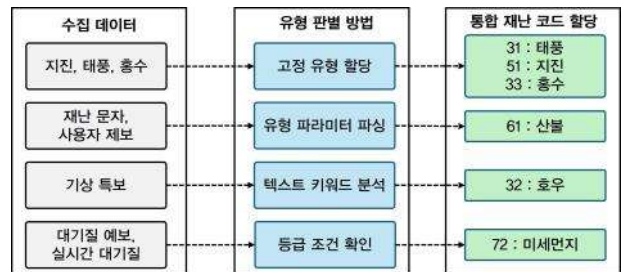 수집 데이터
유형 판별 방법
통합 재난 코드 할당
지진, 태풍, 홍수
고정 유형 할당
31 : 태풍
51 : 지진
33 : 홍수
재난 문자,
사용자 제보
유형 파라미터 파싱
61 : 산불
기상 특보
텍스트 키워드 분석
32 : 호우
대기질 예보,
실시간 대기질
등급 조건 확인
72 : 미세먼지